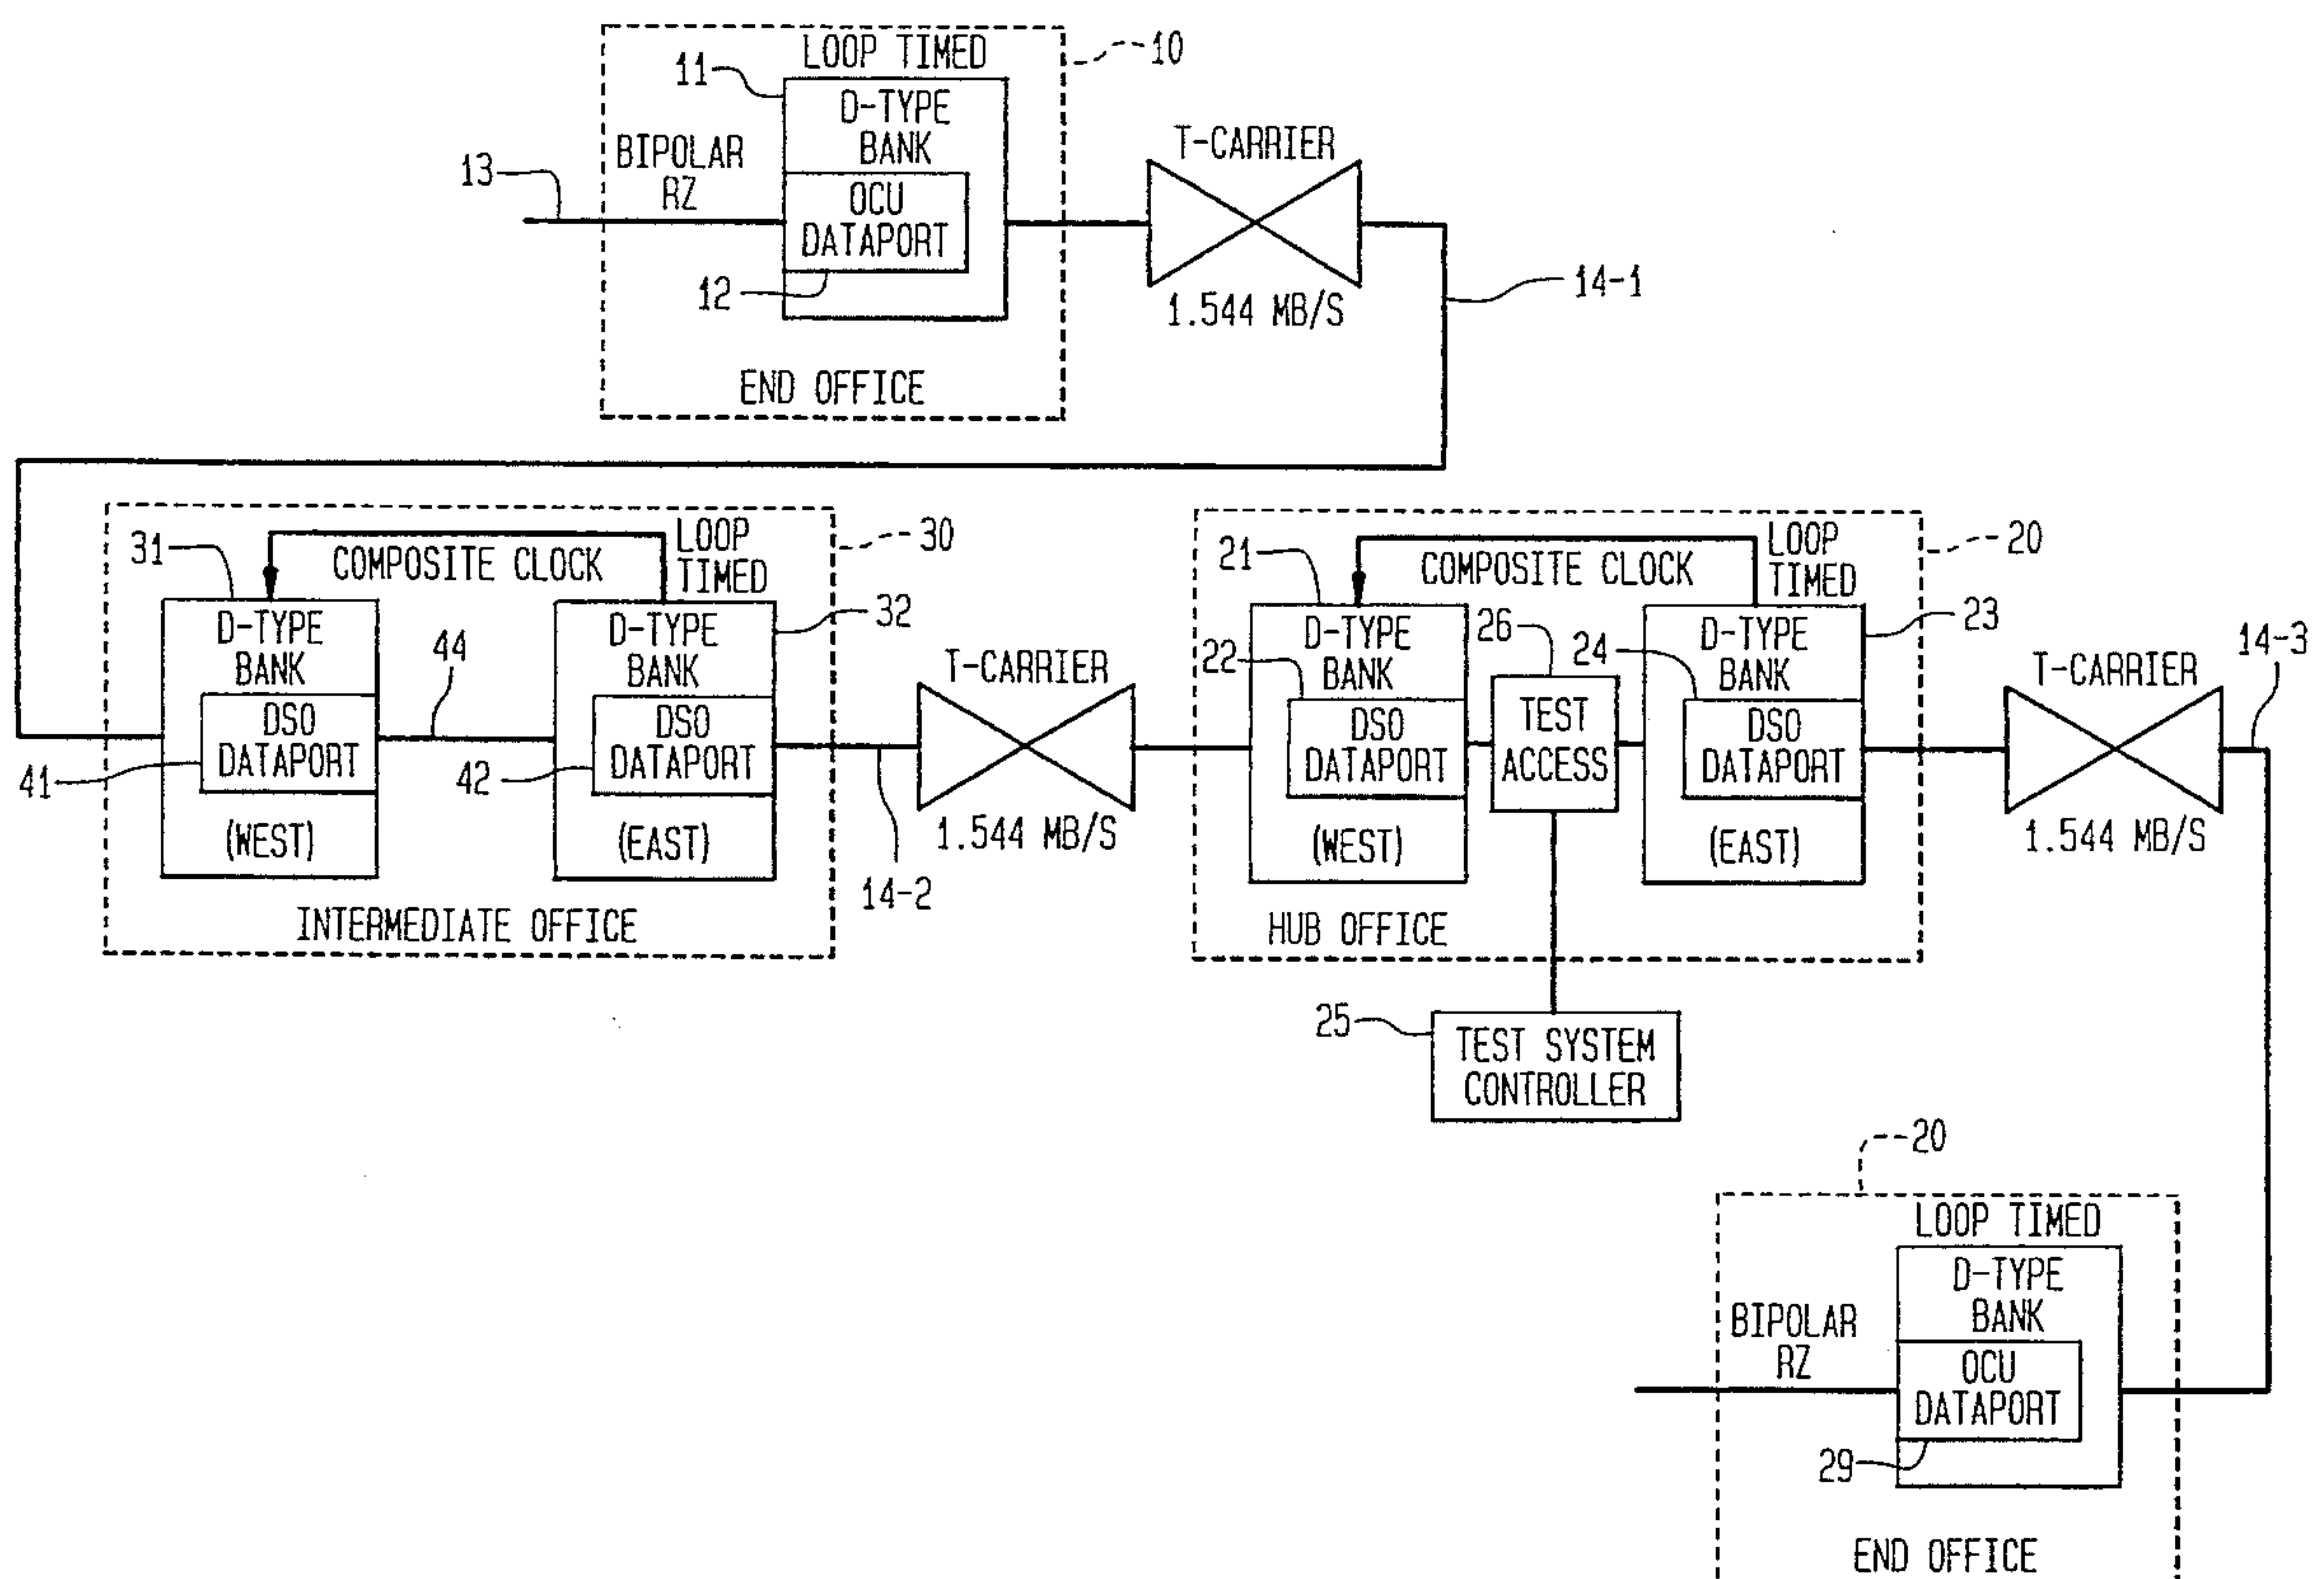 LOOP TIMED
10
11
D-TYPE
BANK
BIPOLAR
RZ
13
OCU
DATAPORT
12
T-CARRIER
1.544 MB/S
14-1
END OFFICE
31
COMPOSITE CLOCK
LOOP
TIMED
30
D-TYPE
BANK
44
D-TYPE
BANK
32
DSO
DATAPORT
41
DSO
DATAPORT
42
(WEST)
(EAST)
INTERMEDIATE OFFICE
T-CARRIER
1.544 MB/S
14-2
21
COMPOSITE CLOCK
LOOP
TIMED
20
D-TYPE
BANK
22
26
24
D-TYPE
BANK
23
DSO
DATAPORT
TEST
ACCESS
DSO
DATAPORT
(WEST)
(EAST)
HUB OFFICE
T-CARRIER
1.544 MB/S
14-3
25
TEST SYSTEM
CONTROLLER
20
LOOP TIMED
D-TYPE
BANK
BIPOLAR
RZ
OCU
DATAPORT
29
END OFFICE